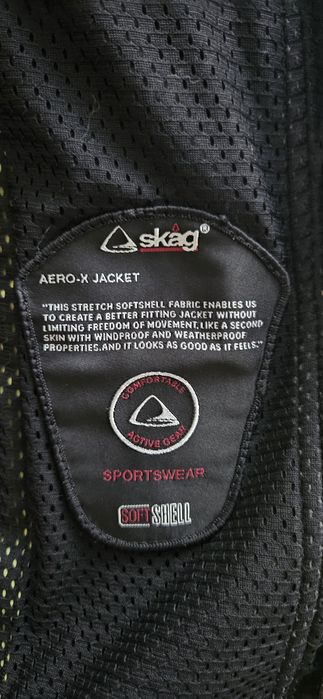 skåg®
AERO-X JACKET
"THIS STRETCH SOFTSHELL FABRIC ENABLES US
TO CREATE A BETTER FITTING JACKET WITHOUT
LIMITING FREEDOM OF MOVEMENT, LIKE A SECOND
SKIN WITH WINDPROOF AND WEATHERPROOF
PROPERTIES.AND IT LOOKS AS GOOD AS IT FEELS."
COMFORTABLE
ACTIVE GEAR
SPORTSWEAR
SOFT SHELL